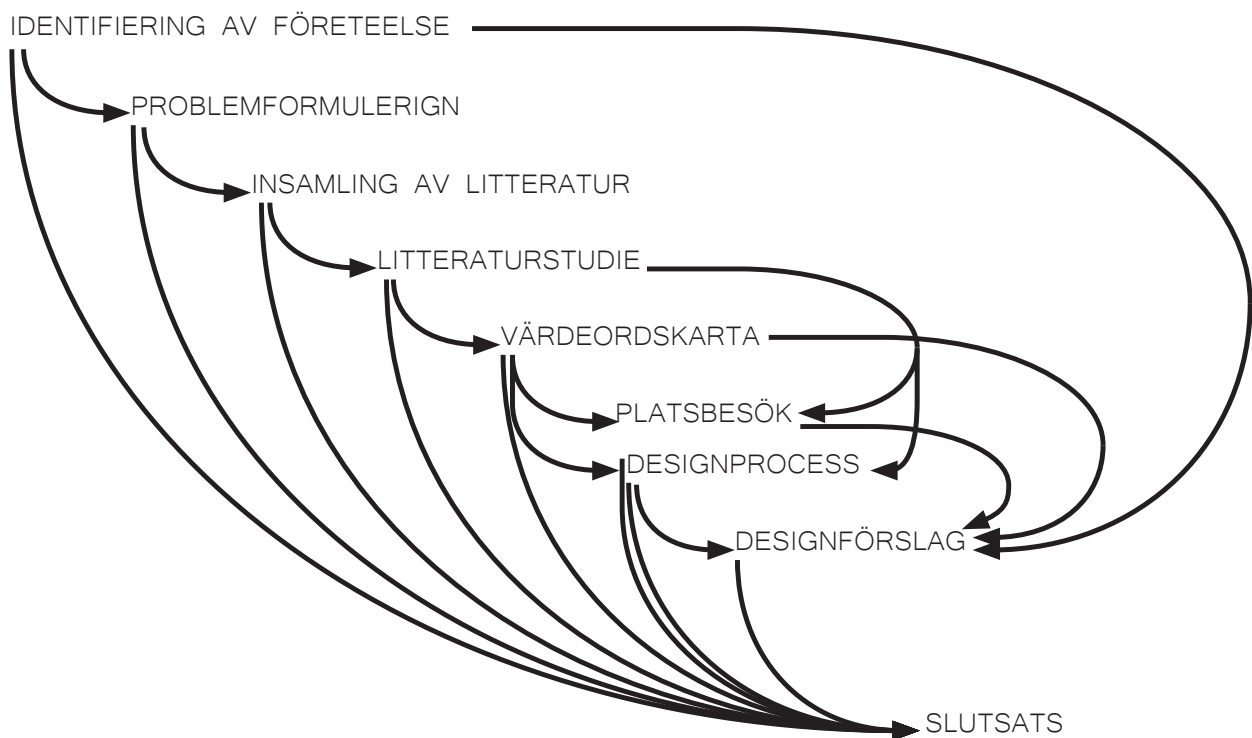 IDENTIFIERING AV FÖRETEELSE
PROBLEMFORMULERIGN
INSAMLING AV LITTERATUR
LITTERATURSTUDIE
VÄRDEORDSKARTA
PLATSBESÖK
DESIGNPROCESS
DESIGNFÖRSLAG
SLUTSATS